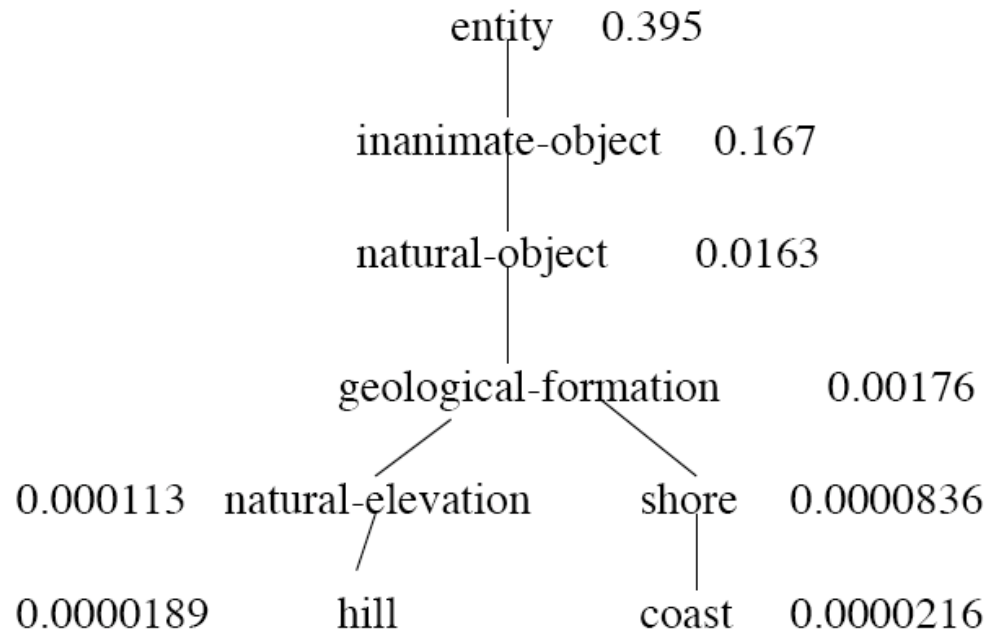 entity 0.395
inanimate-object 0.167
natural-object 0.0163
geological-formation 0.00176
0.000113 natural-elevation shore 0.0000836
0.0000189 hill coast 0.0000216